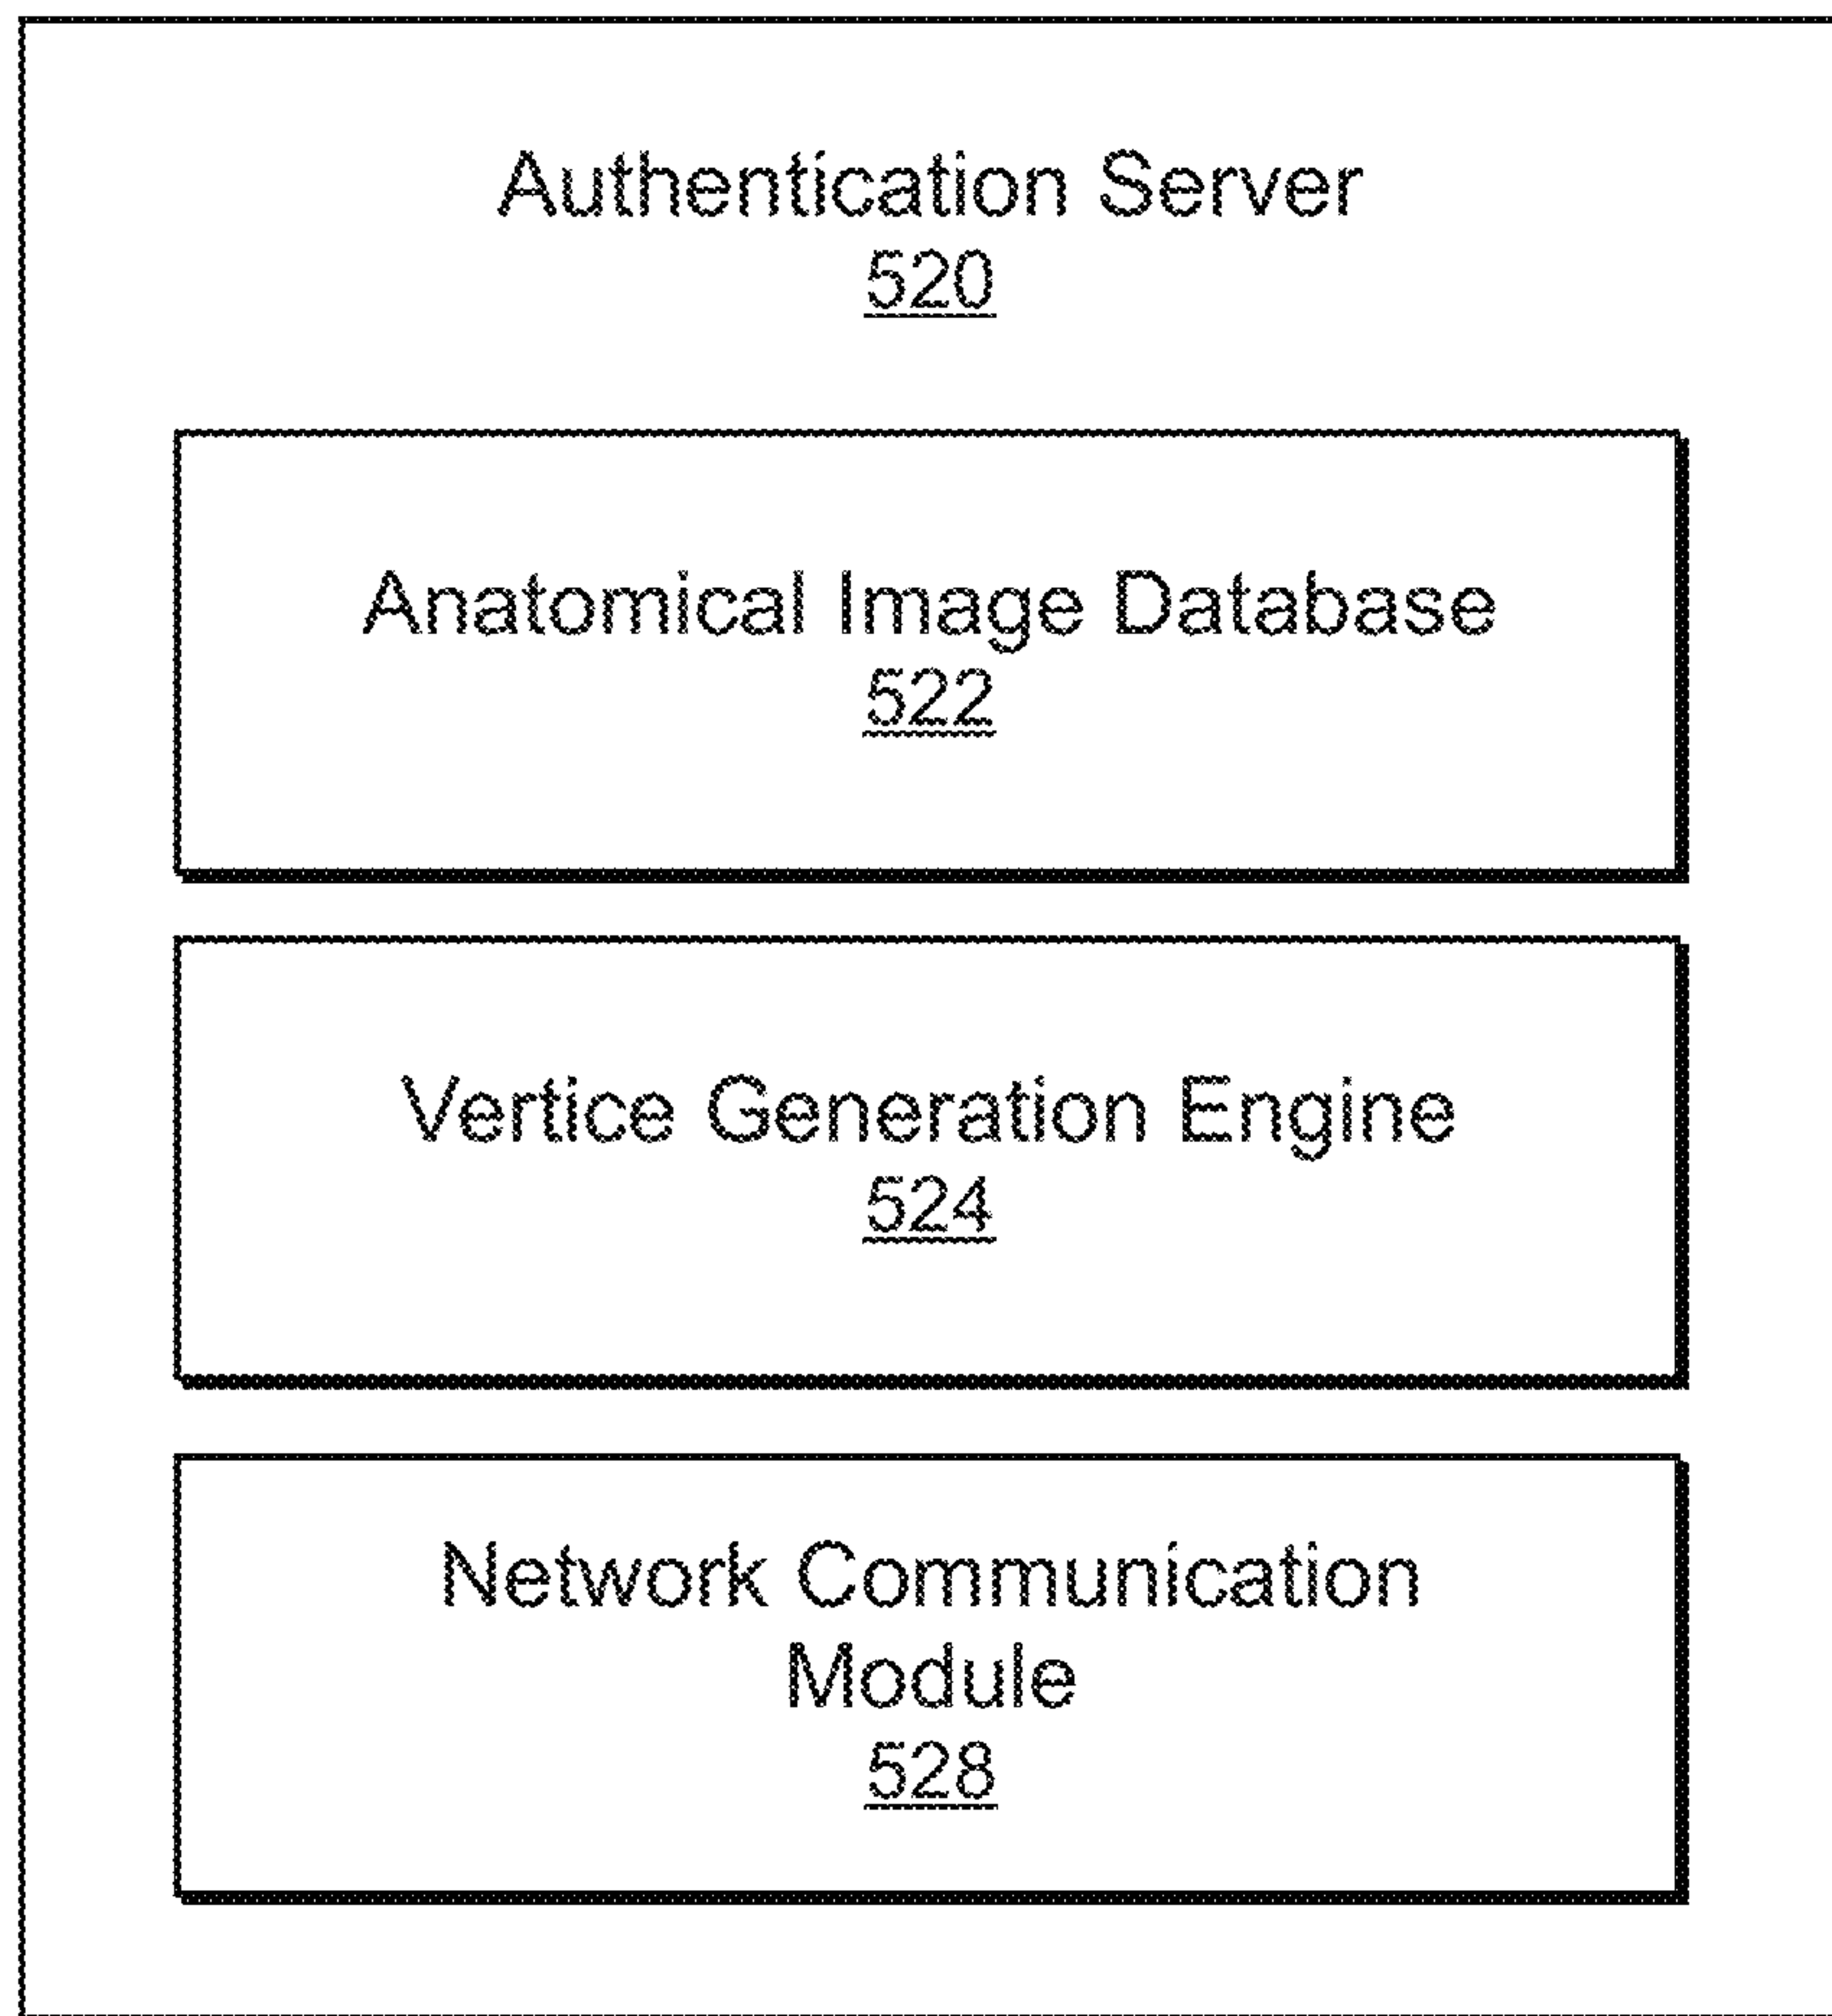 Authentication Server
520
Anatomical Image Database
522
Vertice Generation Engine
524
Network Communication
Module
528